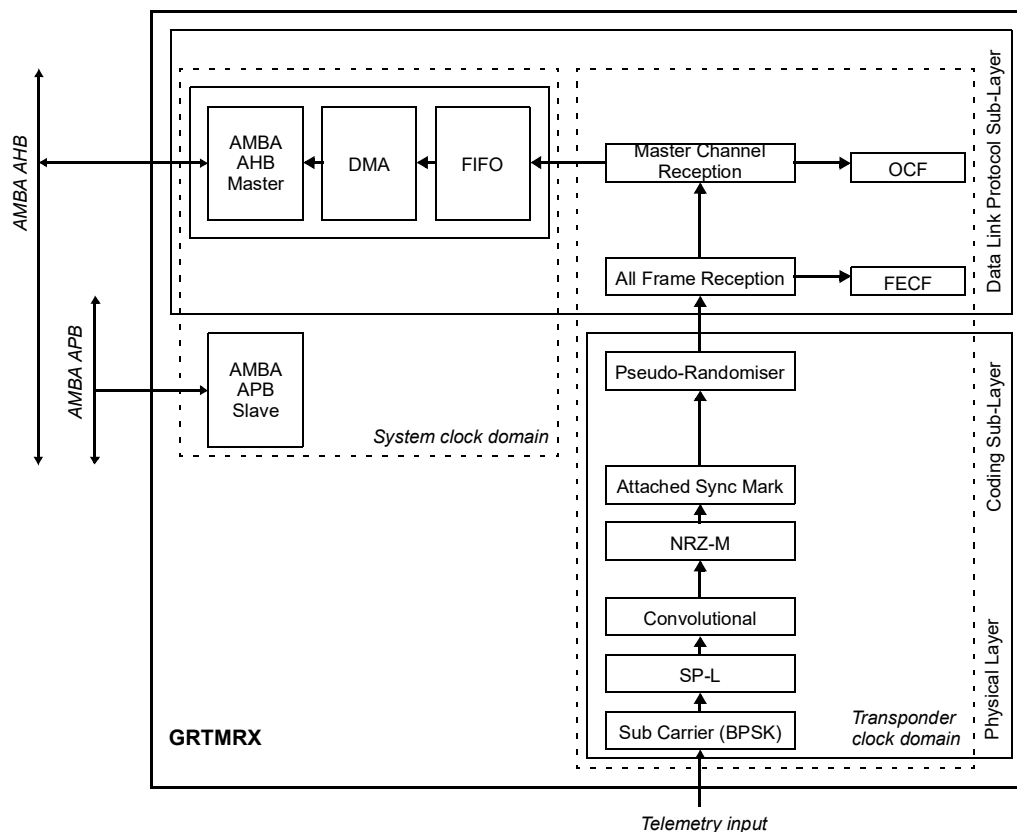 AMBA AHB
AMBA APB
AMBA
AHB
Master
DMA
FIFO
Master Channel
Reception
OCF
All Frame Reception
FECF
Data Link Protocol Sub-Layer
AMBA
APB
Slave
System clock domain
Pseudo-Randomiser
Attached Sync Mark
NRZ-M
Convolutional
SP-L
Sub Carrier (BPSK)
Coding Sub-Layer
Physical Layer
Transponder
clock domain
GRTMRX
Telemetry input